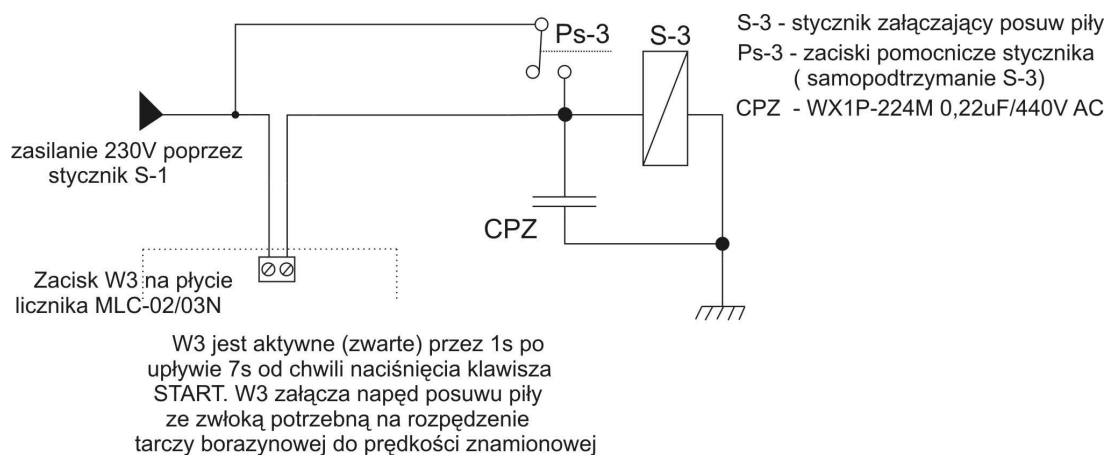 Ps-3
S-3
S-3 - stycznik załączający posuw piły
Ps-3 - zaciski pomocnicze stycznika
( samopodtrzymanie S-3)
CPZ - WX1P-224M 0,22uF/440V AC
zasilanie 230V poprzez
stycznik S-1
CPZ
Zacisk W3 na płycie
licznika MLC-02/03N
W3 jest aktywne (zwarte) przez 1s po
upływie 7s od chwili naciśnięcia klawisza
START. W3 załącza napęd posuwu piły
ze zwłoką potrzebną na rozpędzenie
tarczy borazynowej do prędkości znamionowej